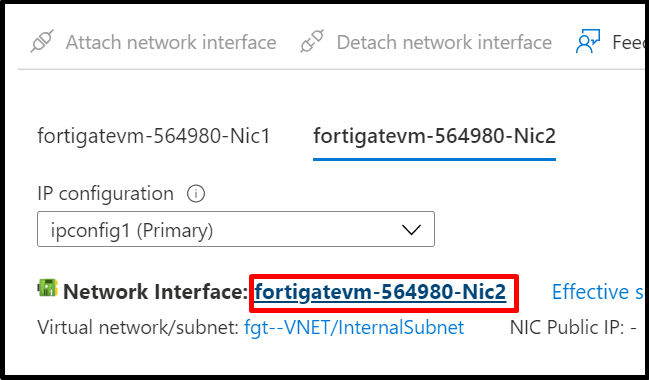 Attach network interface Detach network interface
fortigatevm-564980-Nic1 fortigatevm-564980-Nic2
IP configuration
ipconfig1 (Primary)
Network Interface: fortigatevm-564980-Nic2 Effective
Virtual network/subnet: fgt--VNET/InternalSubnet NIC Public IP: -